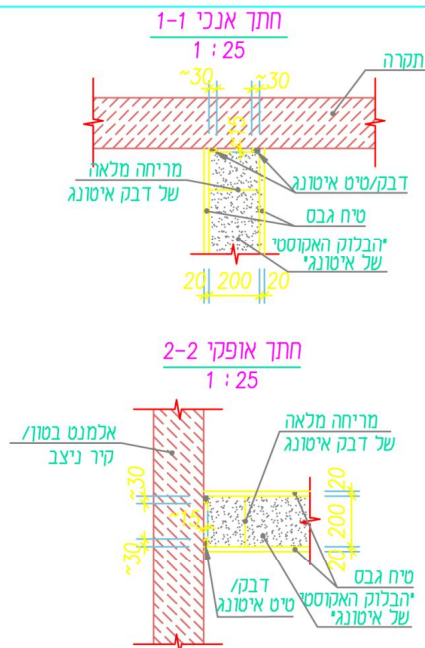 חתך אנכי 1-1
1 : 25
~30
~30
תקרה
15
מריחה מלאה
של דבק איטונג
דבק/טיט איטונג
טיח גבס
"הבלוק האקוסטי
של איטונג"
20 200 20
חתך אופקי 2-2
1 : 25
אלמנט בטון/
קיר ניצב
מריחה מלאה
של דבק איטונג
~30
~15
~30
20 200 20
דבק/
טיט איטונג
טיח גבס
"הבלוק האקוסטי
של איטונג"